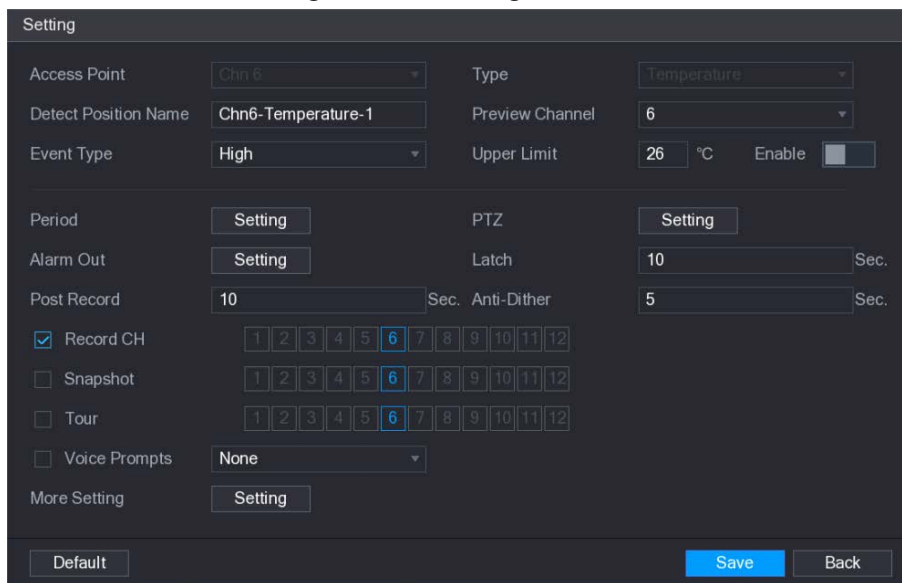 Setting
Access Point Chn 6 Type Temperature
Detect Position Name Chn6-Temperature-1 Preview Channel 6
Event Type High Upper Limit 26 °C Enable
Period Setting PTZ Setting
Alarm Out Setting Latch 10 Sec.
Post Record 10 Sec. Anti-Dither 5 Sec.
Record CH 1 2 3 4 5 6 7 8 9 10 11 12
Snapshot 1 2 3 4 5 6 7 8 9 10 11 12
Tour 1 2 3 4 5 6 7 8 9 10 11 12
Voice Prompts None
More Setting Setting
Default Save Back